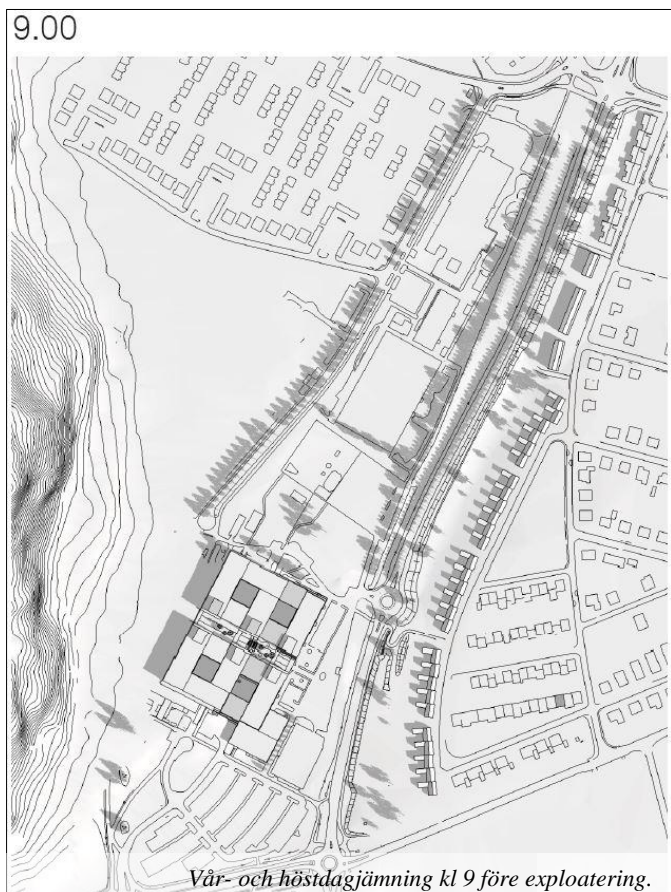 9.00
Vår- och höstdagjämning kl 9 före exploatering.